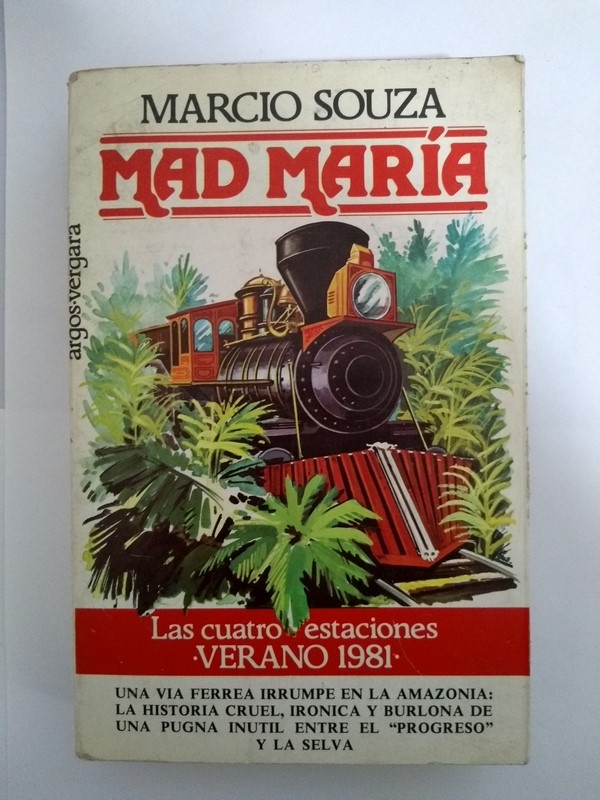 MARCIO SOUZA
MAD MARÍA
argos·vergara
Las cuatro estaciones
·VERANO 1981·
UNA VIA FERREA IRRUMPE EN LA AMAZONIA:
LA HISTORIA CRUEL, IRONICA Y BURLONA DE
UNA PUGNA INUTIL ENTRE EL “PROGRESO”
Y LA SELVA